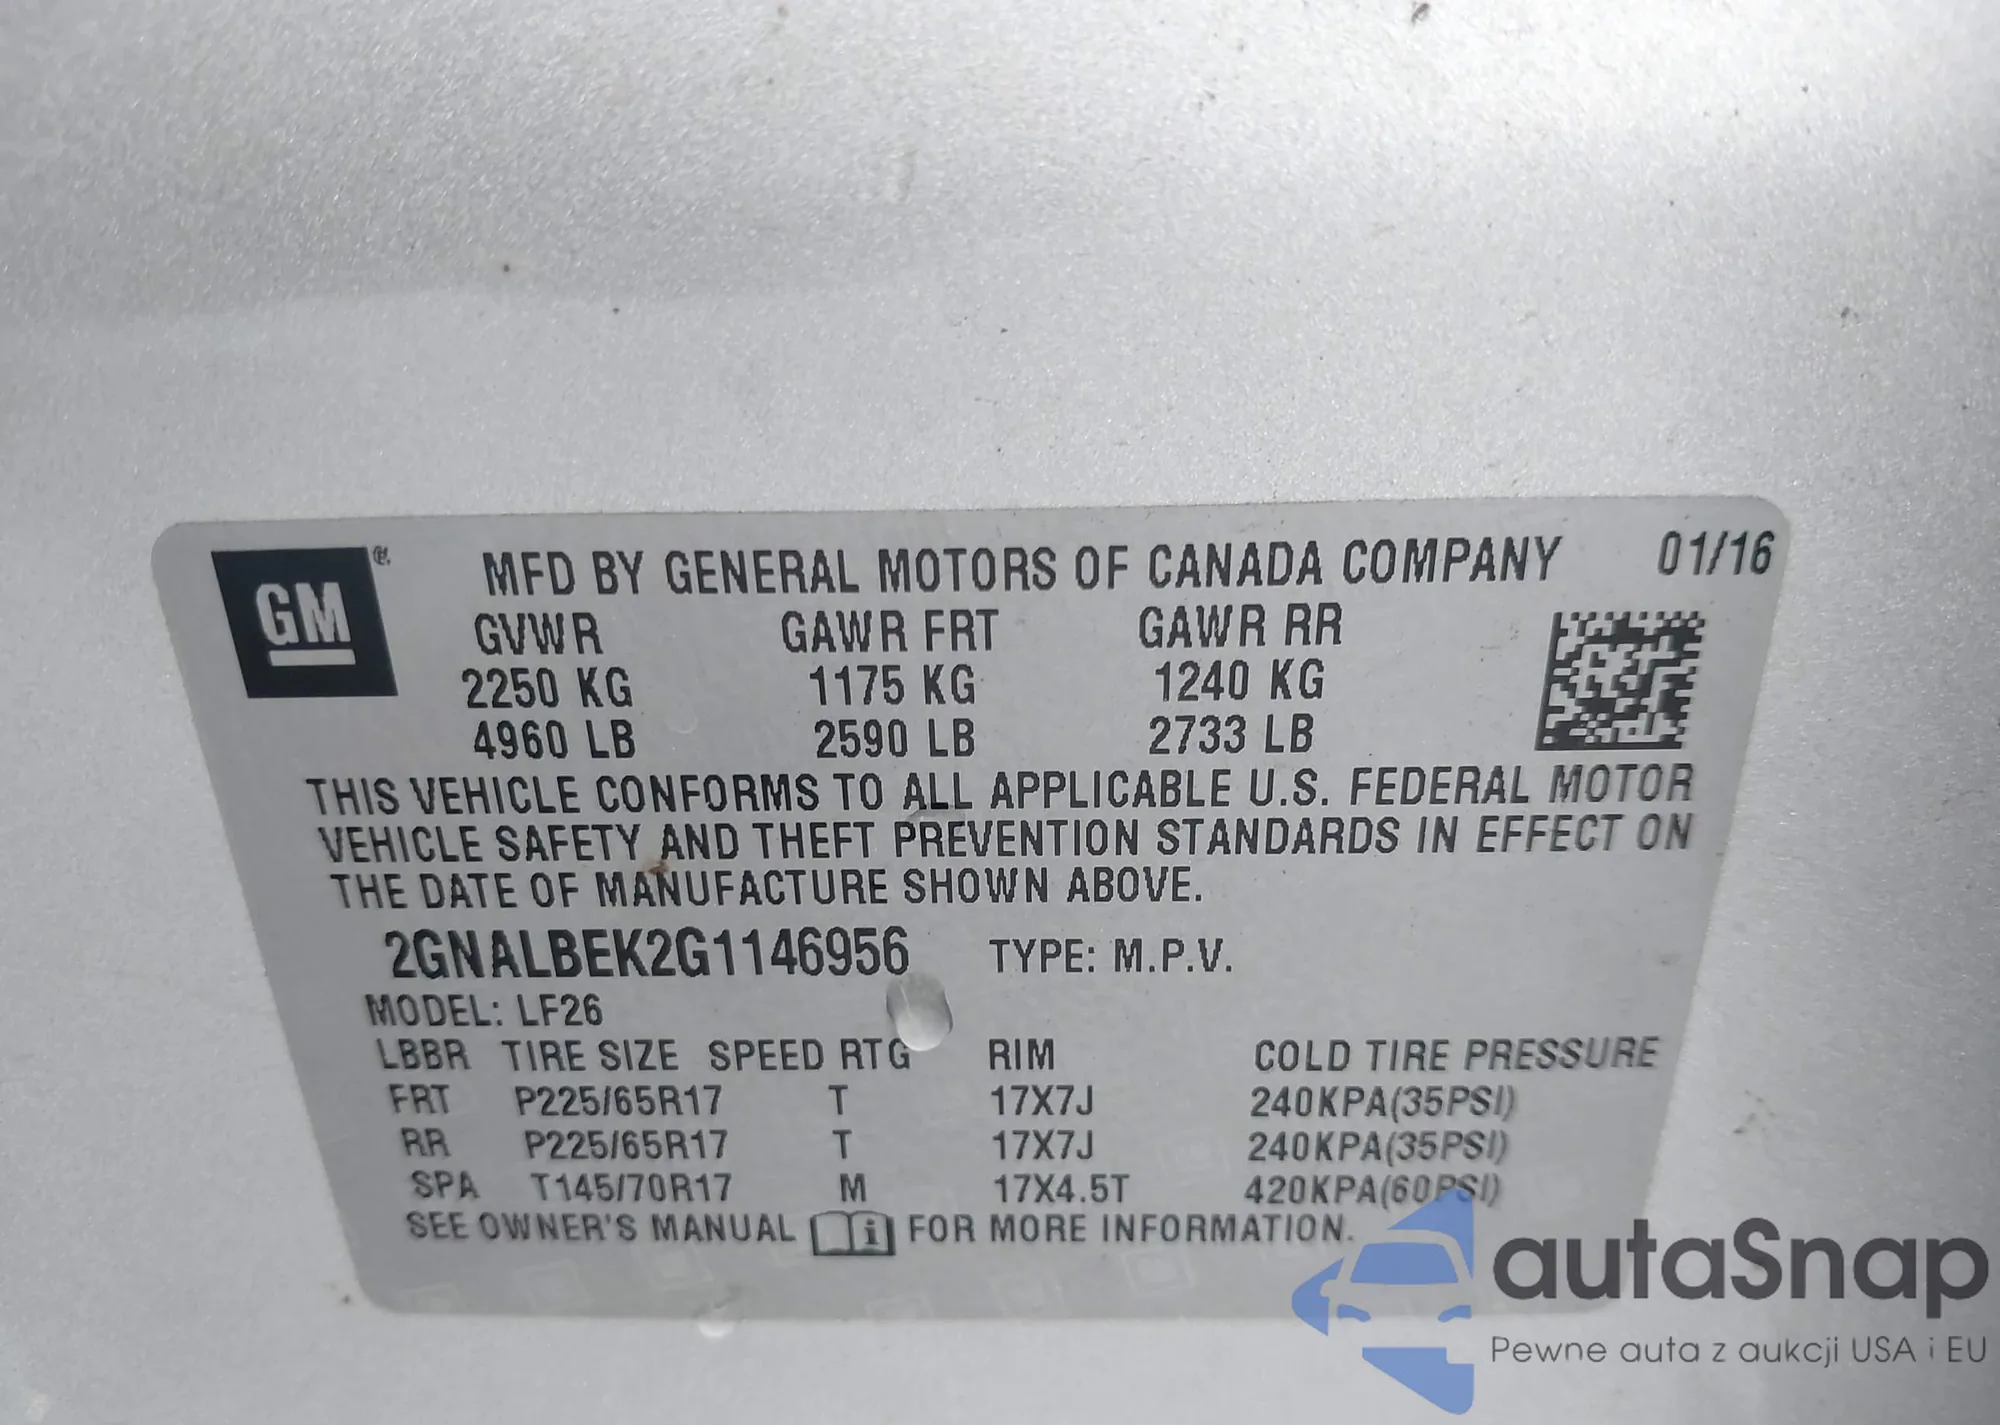 GM ®
MFD BY GENERAL MOTORS OF CANADA COMPANY 01/16
GVWR GAWR FRT GAWR RR
2250 KG 1175 KG 1240 KG
4960 LB 2590 LB 2733 LB
THIS VEHICLE CONFORMS TO ALL APPLICABLE U.S. FEDERAL MOTOR
VEHICLE SAFETY AND THEFT PREVENTION STANDARDS IN EFFECT ON
THE DATE OF MANUFACTURE SHOWN ABOVE.
2GNALBEK2G1146956 TYPE: M.P.V.
MODEL: LF26
LBBR TIRE SIZE SPEED RTG RIM COLD TIRE PRESSURE
FRT P225/65R17 T 17X7J 240KPA(35PSI)
RR P225/65R17 T 17X7J 240KPA(35PSI)
SPA T145/70R17 M 17X4.5T 420KPA(60PSI)
SEE OWNER'S MANUAL i FOR MORE INFORMATION.
autaSnap
Pewne auta z aukcji USA i EU